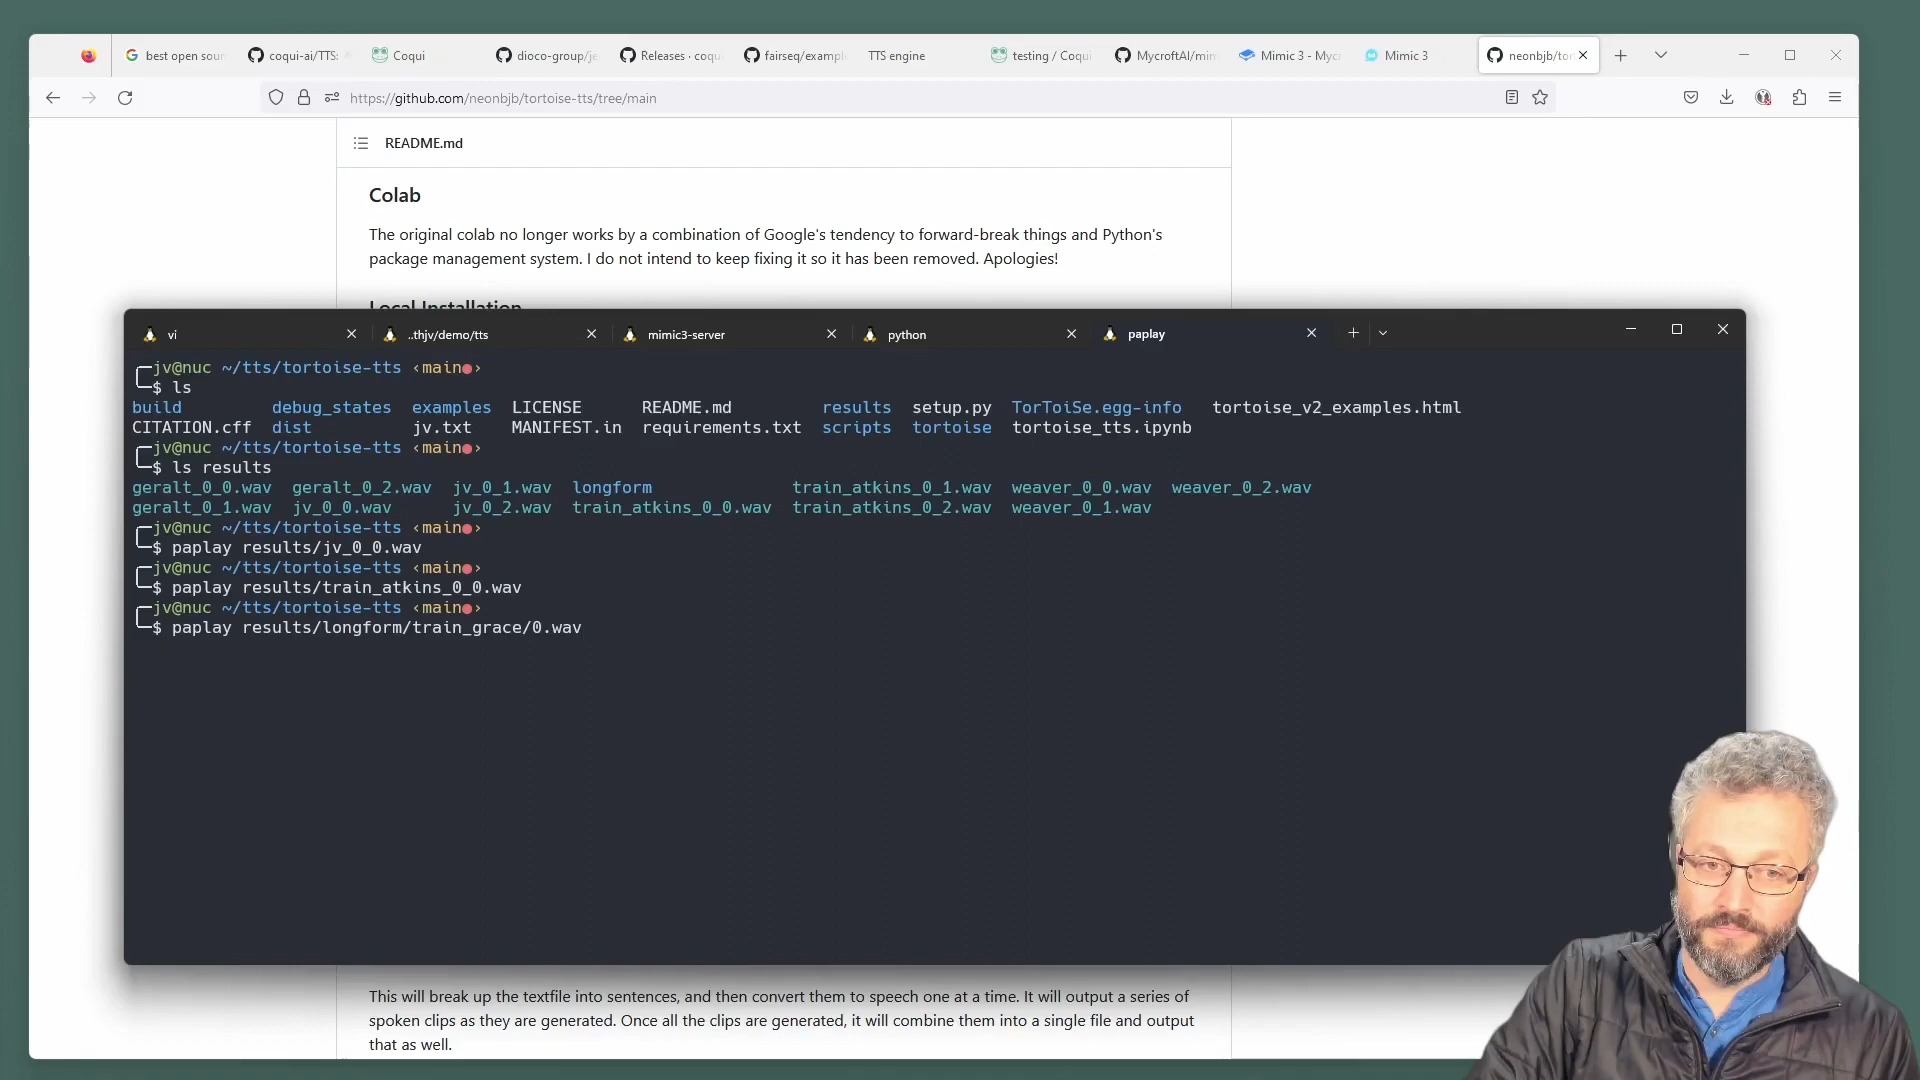 best open sour
coqui-ai/TTS:
Coqui
dioco-group/je
Releases · coqu
fairseq/exampl
TTS engine
testing / Coqui
MycroftAI/mim
Mimic 3 - Mycr
Mimic 3
neonbjb/tor
https://github.com/neonbjb/tortoise-tts/tree/main
README.md
Colab
The original colab no longer works by a combination of Google's tendency to forward-break things and Python's
package management system. I do not intend to keep fixing it so it has been removed. Apologies!
Local Installation
vi
..thjv/demo/tts
mimic3-server
python
paplay
jv@nuc ~/tts/tortoise-tts ‹main●›
$ ls
build debug_states examples LICENSE README.md results setup.py TorToiSe.egg-info tortoise_v2_examples.html
CITATION.cff dist jv.txt MANIFEST.in requirements.txt scripts tortoise tortoise_tts.ipynb
jv@nuc ~/tts/tortoise-tts ‹main●›
$ ls results
geralt_0_0.wav geralt_0_2.wav jv_0_1.wav longform train_atkins_0_1.wav weaver_0_0.wav weaver_0_2.wav
geralt_0_1.wav jv_0_0.wav jv_0_2.wav train_atkins_0_0.wav train_atkins_0_2.wav weaver_0_1.wav
jv@nuc ~/tts/tortoise-tts ‹main●›
$ paplay results/jv_0_0.wav
jv@nuc ~/tts/tortoise-tts ‹main●›
$ paplay results/train_atkins_0_0.wav
jv@nuc ~/tts/tortoise-tts ‹main●›
$ paplay results/longform/train_grace/0.wav
This will break up the textfile into sentences, and then convert them to speech one at a time. It will output a series of
spoken clips as they are generated. Once all the clips are generated, it will combine them into a single file and output
that as well.